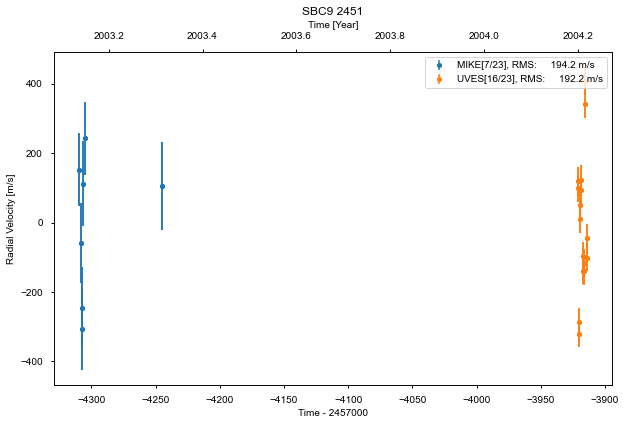 SBC9 2451
Time [Year]
2003.2 2003.4 2003.6 2003.8 2004.0 2004.2
MIKE[7/23], RMS: 194.2 m/s
UVES[16/23], RMS: 192.2 m/s
Radial Velocity [m/s]
400
200
0
−200
−400
−4300 −4250 −4200 −4150 −4100 −4050 −4000 −3950 −3900
Time - 2457000